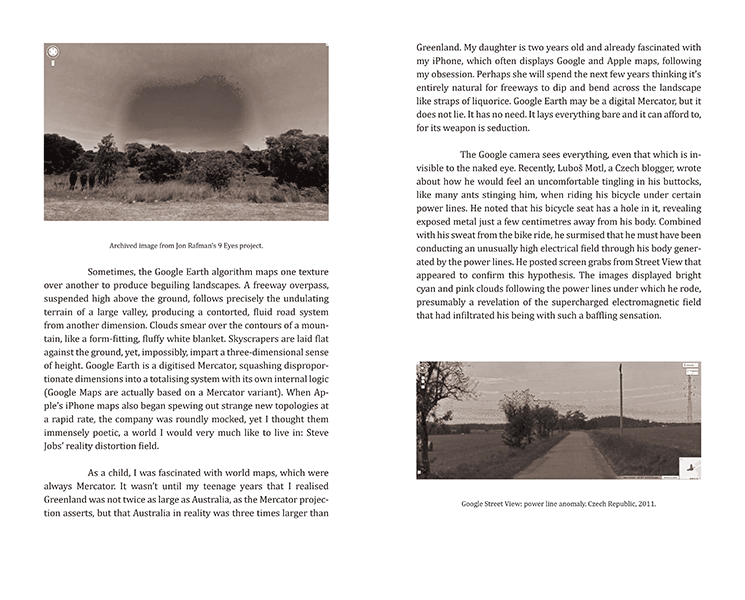 Archived image from Jon Rafman's 9 Eyes project.
Sometimes, the Google Earth algorithm maps one texture
over another to produce beguiling landscapes. A freeway overpass,
suspended high above the ground, follows precisely the undulating
terrain of a large valley, producing a contorted, fluid road system
from another dimension. Clouds smear over the contours of a moun-
tain, like a form-fitting, fluffy white blanket. Skyscrapers are laid flat
against the ground, yet, impossibly, impart a three-dimensional sense
of height. Google Earth is a digitised Mercator, squashing dispropor-
tionate dimensions into a totalising system with its own internal logic
(Google Maps are actually based on a Mercator variant). When Ap-
ple's iPhone maps also began spewing out strange new topologies at
a rapid rate, the company was roundly mocked, yet I thought them
immensely poetic, a world I would very much like to live in: Steve
Jobs' reality distortion field.
As a child, I was fascinated with world maps, which were
always Mercator. It wasn't until my teenage years that I realised
Greenland was not twice as large as Australia, as the Mercator projec-
tion asserts, but that Australia in reality was three times larger than
Greenland. My daughter is two years old and already fascinated with
my iPhone, which often displays Google and Apple maps, following
my obsession. Perhaps she will spend the next few years thinking it's
entirely natural for freeways to dip and bend across the landscape
like straps of liquorice. Google Earth may be a digital Mercator, but it
does not lie. It has no need. It lays everything bare and it can afford to,
for its weapon is seduction.
The Google camera sees everything, even that which is in-
visible to the naked eye. Recently, Luboš Motl, a Czech blogger, wrote
about how he would feel an uncomfortable tingling in his buttocks,
like many ants stinging him, when riding his bicycle under certain
power lines. He noted that his bicycle seat has a hole in it, revealing
exposed metal just a few centimetres away from his body. Combined
with his sweat from the bike ride, he surmised that he must have been
conducting an unusually high electrical field through his body gener-
ated by the power lines. He posted screen grabs from Street View that
appeared to confirm this hypothesis. The images displayed bright
cyan and pink clouds following the power lines under which he rode,
presumably a revelation of the supercharged electromagnetic field
that had infiltrated his being with such a baffling sensation.
Google Street View: power line anomaly. Czech Republic, 2011.